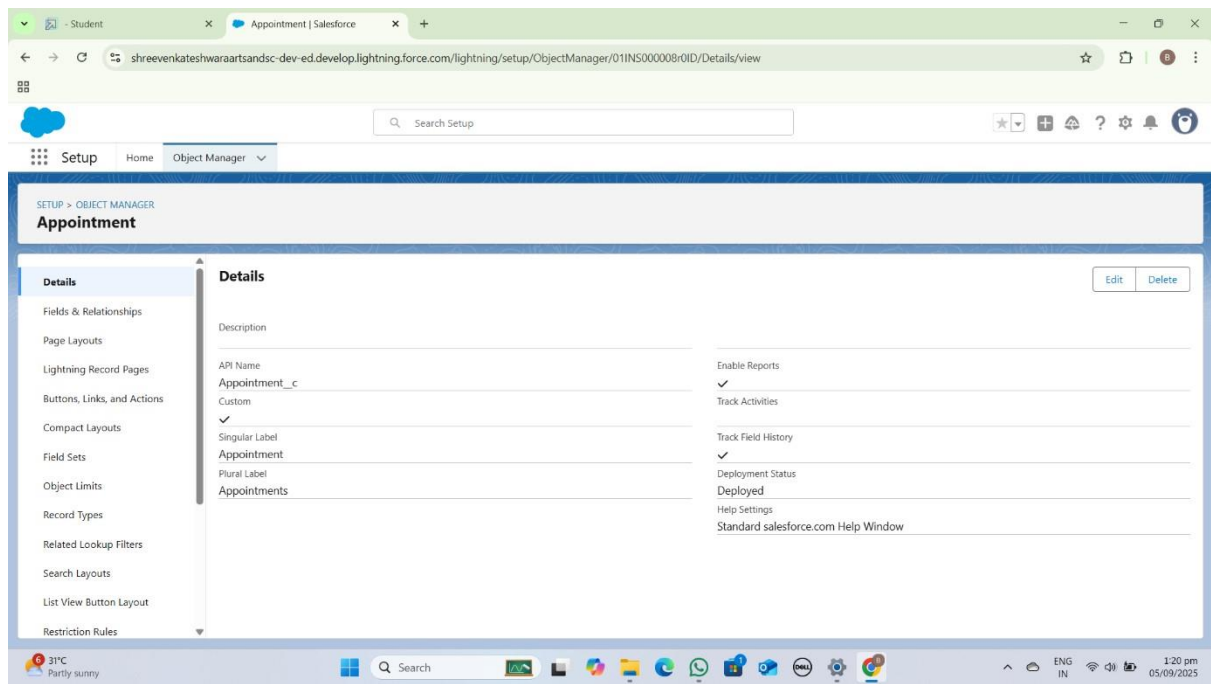 - Student
Appointment | Salesforce
shreevenkateshwaraartsandsc-dev-ed.develop.lightning.force.com/lightning/setup/ObjectManager/01INS000008r0ID/Details/view
B
Search Setup
Setup
Home
Object Manager
SETUP > OBJECT MANAGER
Appointment
Details
Fields & Relationships
Page Layouts
Lightning Record Pages
Buttons, Links, and Actions
Compact Layouts
Field Sets
Object Limits
Record Types
Related Lookup Filters
Search Layouts
List View Button Layout
Restriction Rules
Details
Edit
Delete
Description
API Name
Appointment__c
Custom
Singular Label
Appointment
Plural Label
Appointments
Enable Reports
Track Activities
Track Field History
Deployment Status
Deployed
Help Settings
Standard salesforce.com Help Window
6
31°C
Partly sunny
Search
DELL
ENG
IN
1:20 pm
05/09/2025